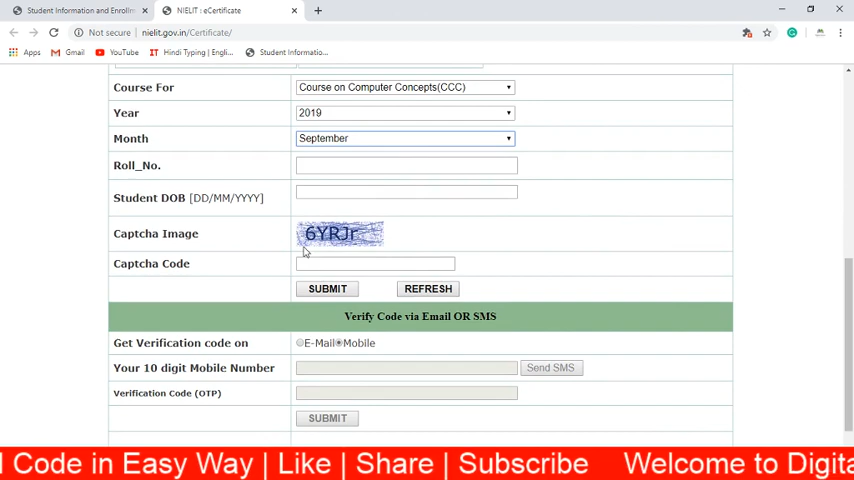 Student Information and Enrollm
NIELIT : eCertificate
Not secure | nielit.gov.in/Certificate/
Apps
Gmail
YouTube
Hindi Typing | Engli...
Student Informatio...
Course For
Course on Computer Concepts(CCC)
Year
2019
Month
September
Roll_No.
Student DOB [DD/MM/YYYY]
Captcha Image
6YRJr
Captcha Code
SUBMIT
REFRESH
Verify Code via Email OR SMS
Get Verification code on
E-Mail
Mobile
Your 10 digit Mobile Number
Send SMS
Verification Code (OTP)
SUBMIT
l Code in Easy Way | Like | Share | Subscribe Welcome to Digita